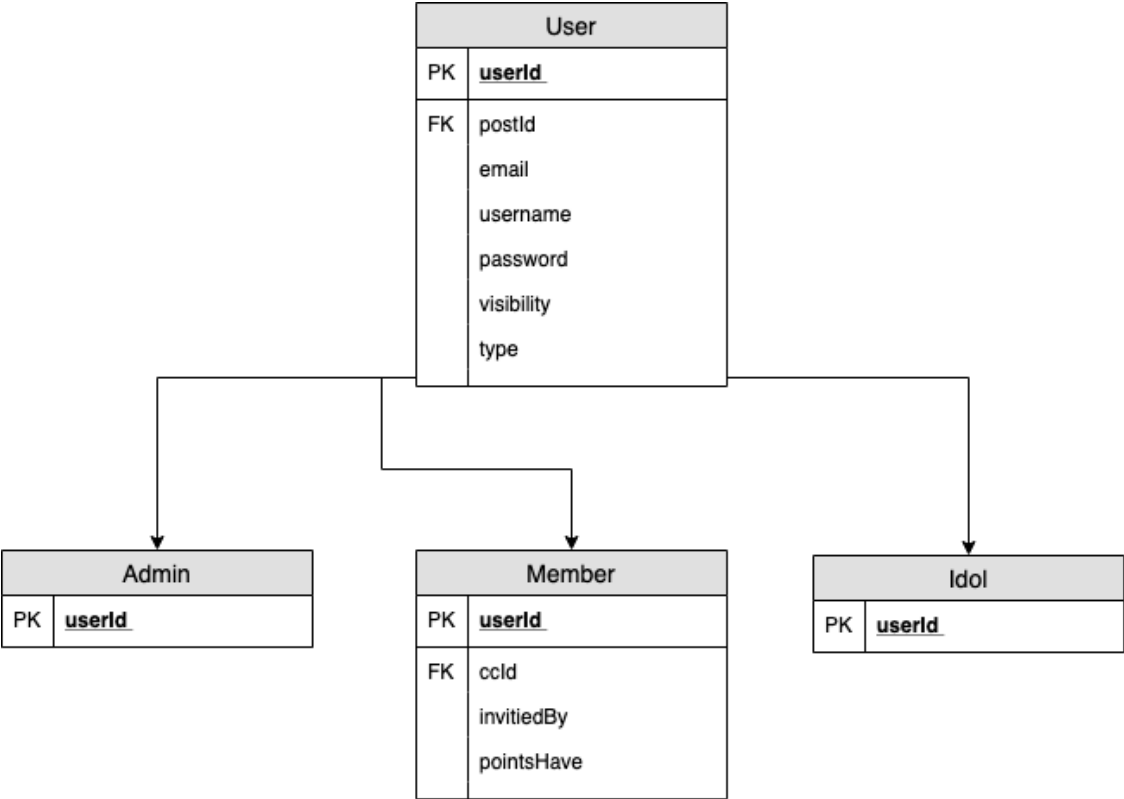 User
PK userId
FK postId
email
username
password
visibility
type
Admin
PK userId
Member
PK userId
FK ccId
invitiedBy
pointsHave
Idol
PK userId